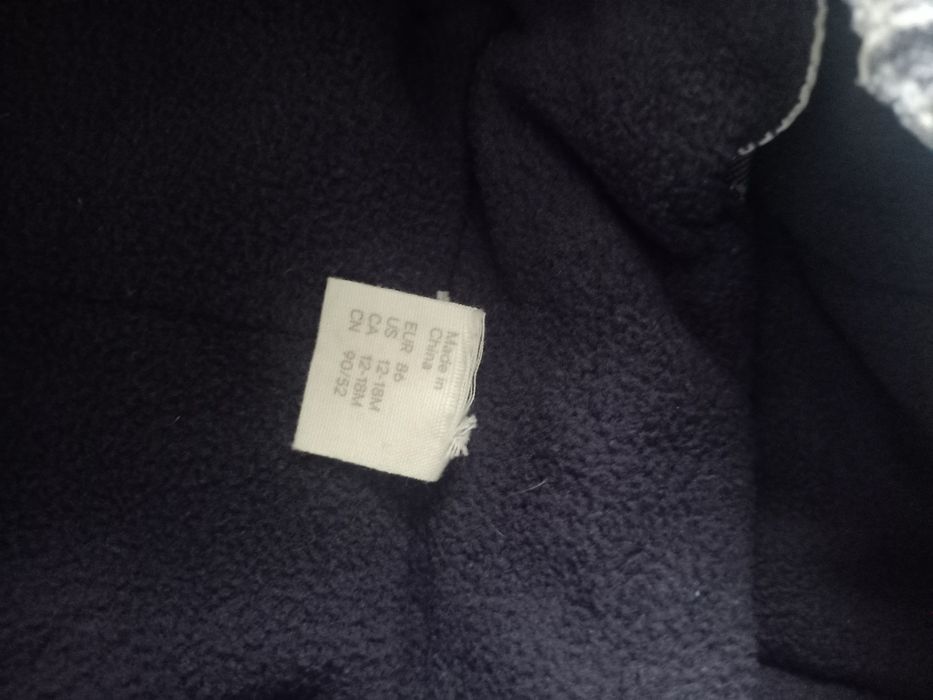 Made in
China
EUR 86
US 12-18M
CA 12-18M
CN 90/52